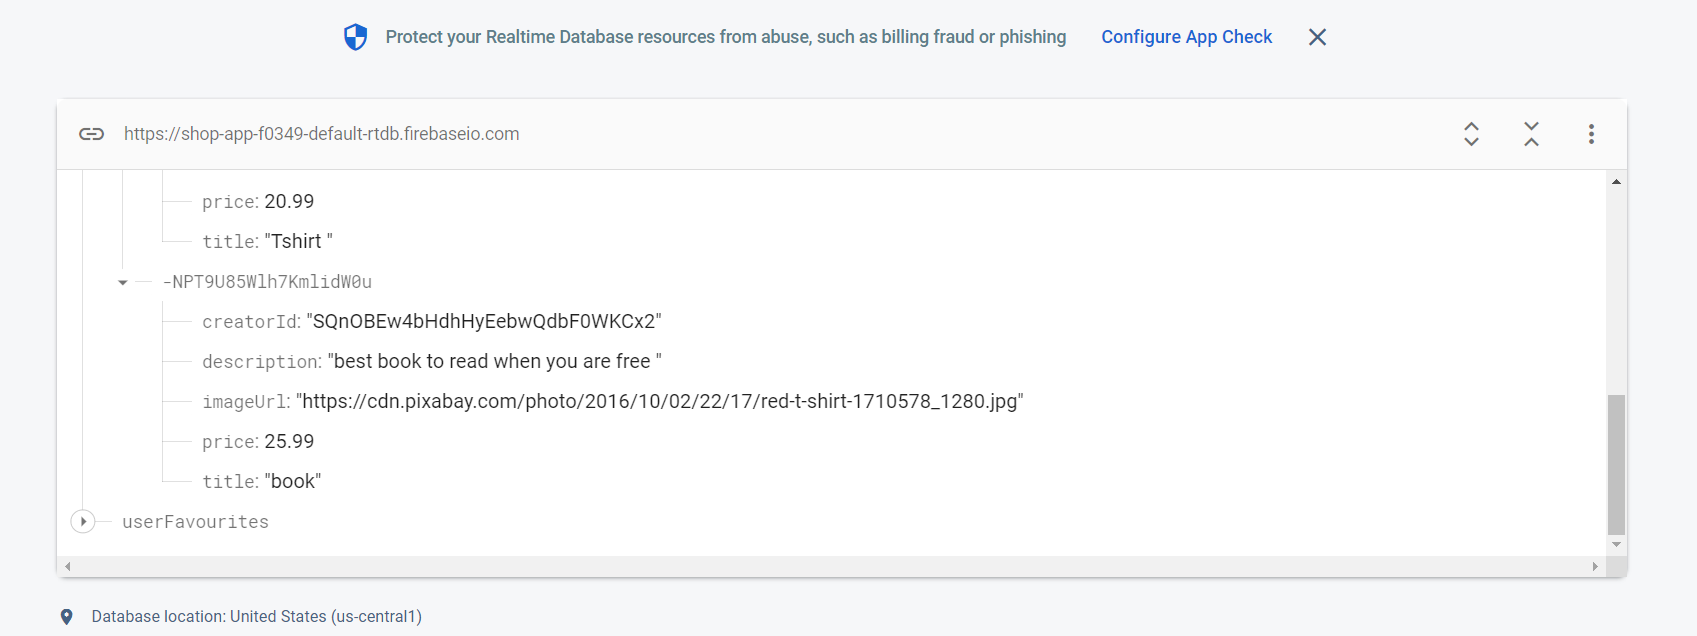 Protect your Realtime Database resources from abuse, such as billing fraud or phishing Configure App Check
https://shop-app-f0349-default-rtdb.firebaseio.com
price: 20.99
title: "Tshirt "
-NPT9U85Wlh7KmlidW0u
creatorId: "SQnOBEw4bHdhHyEebwQdbF0WKCx2"
description: "best book to read when you are free "
imageUrl: "https://cdn.pixabay.com/photo/2016/10/02/22/17/red-t-shirt-1710578_1280.jpg"
price: 25.99
title: "book"
userFavourites
Database location: United States (us-central1)